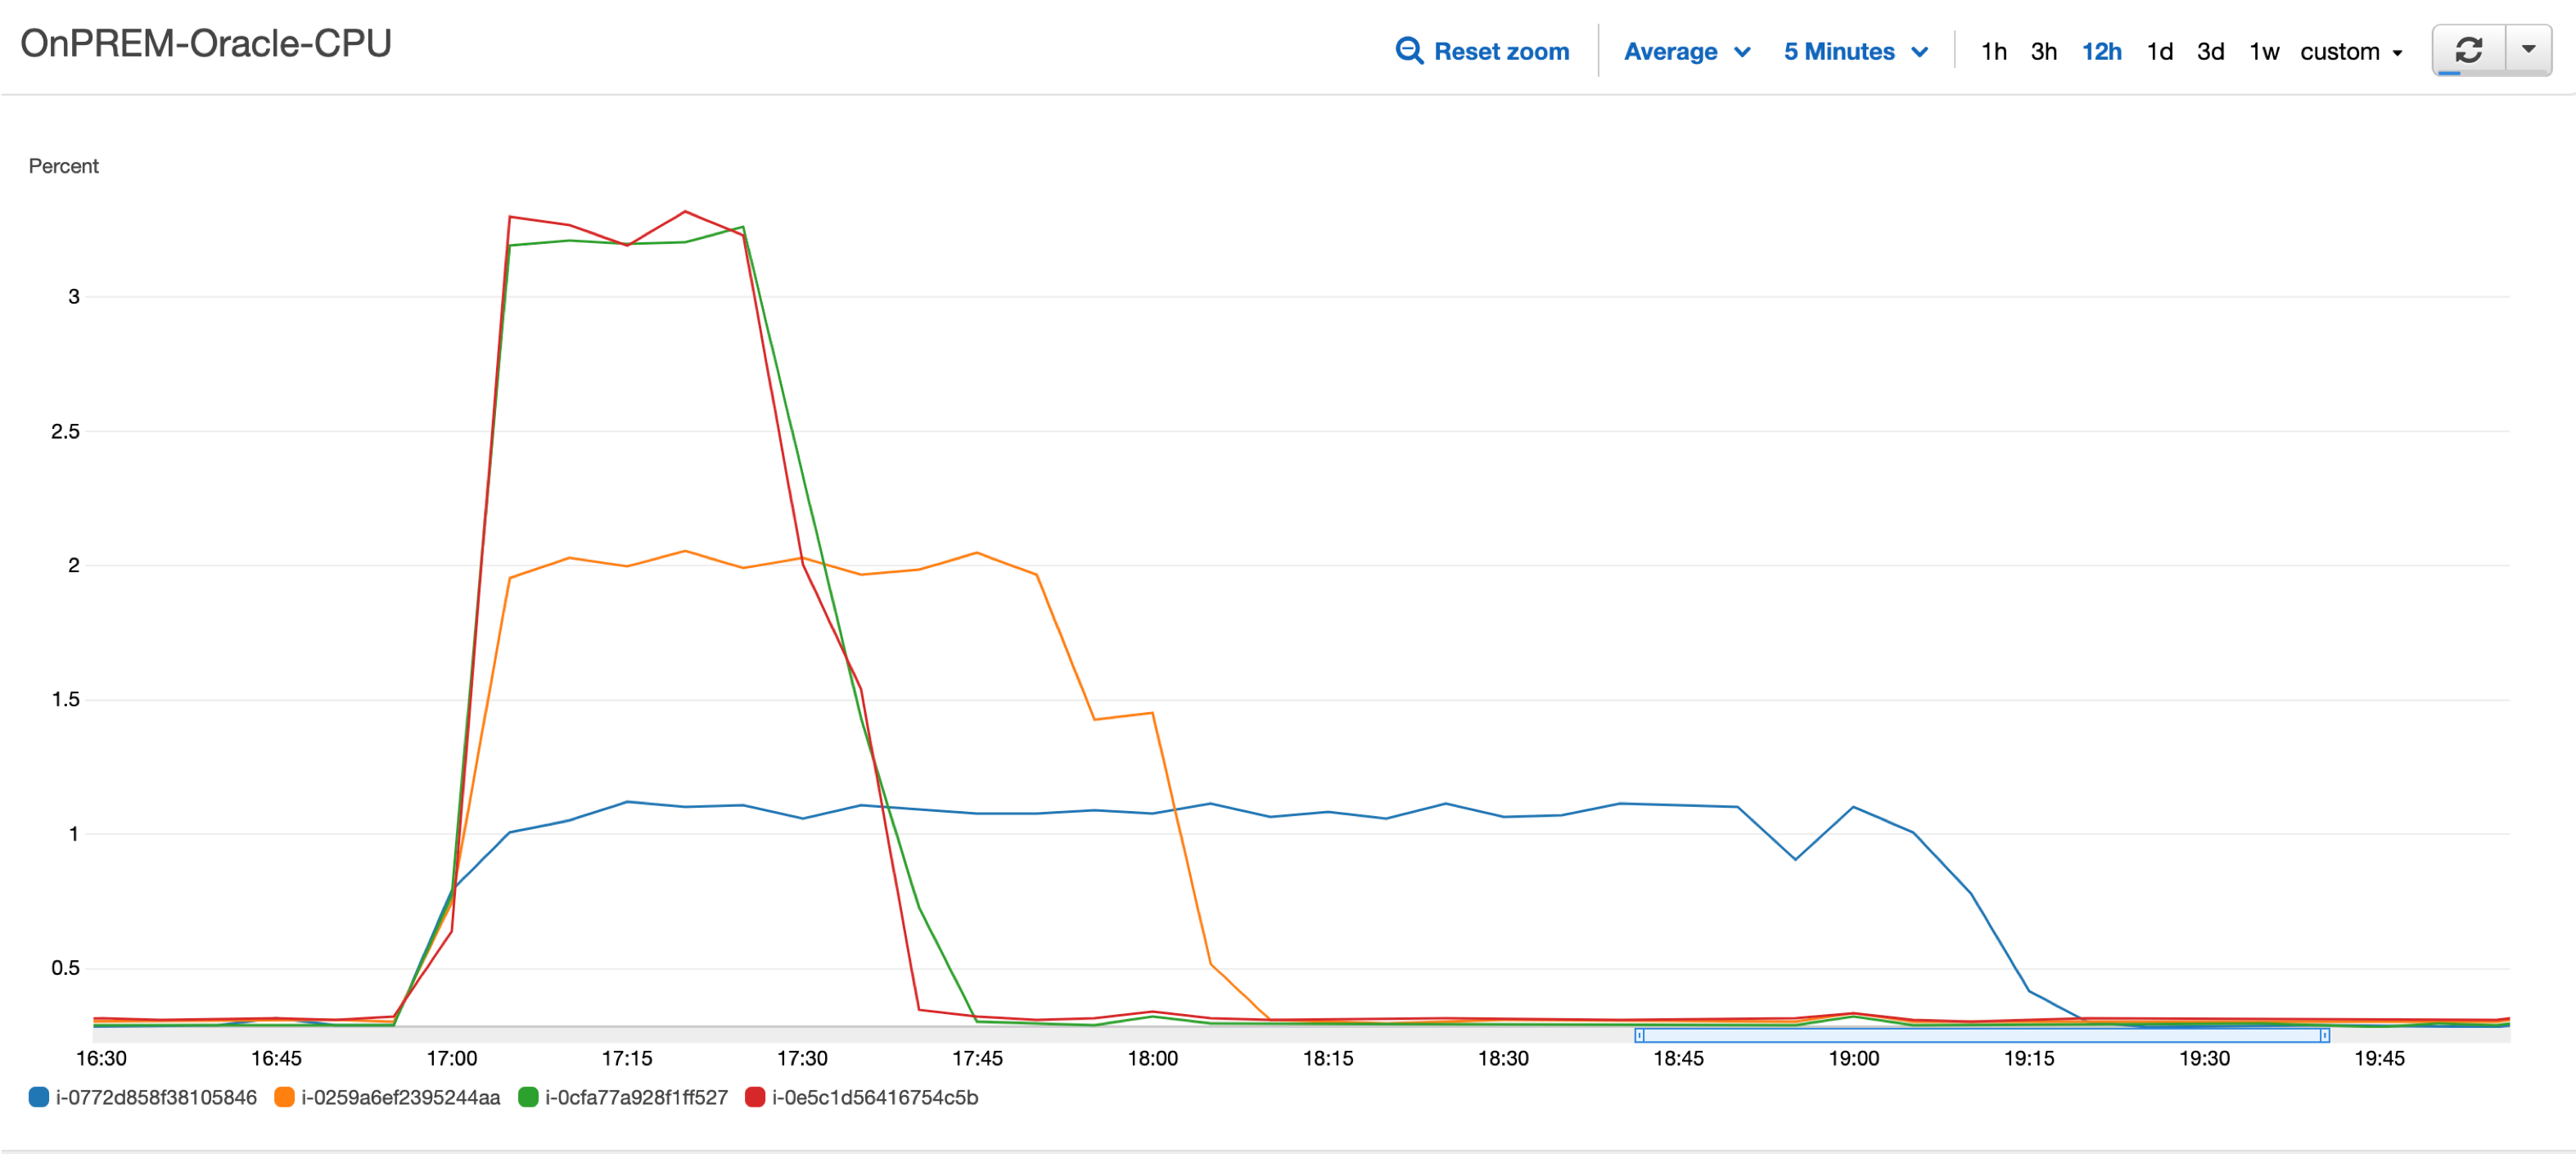 OnPREM-Oracle-CPU
Reset zoom Average 5 Minutes 1h 3h 12h 1d 3d 1w custom
Percent
3
2.5
2
1.5
1
0.5
16:30 16:45 17:00 17:15 17:30 17:45 18:00 18:15 18:30 18:45 19:00 19:15 19:30 19:45
i-0772d858f38105846 i-0259a6ef2395244aa i-0cfa77a928f1ff527 i-0e5c1d56416754c5b